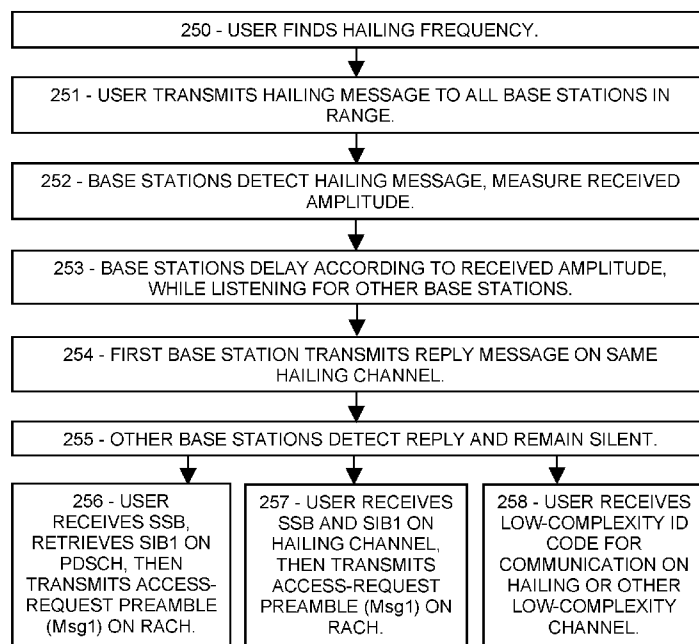 250 - USER FINDS HAILING FREQUENCY.
251 - USER TRANSMITS HAILING MESSAGE TO ALL BASE STATIONS IN
RANGE.
252 - BASE STATIONS DETECT HAILING MESSAGE, MEASURE RECEIVED
AMPLITUDE.
253 - BASE STATIONS DELAY ACCORDING TO RECEIVED AMPLITUDE,
WHILE LISTENING FOR OTHER BASE STATIONS.
254 - FIRST BASE STATION TRANSMITS REPLY MESSAGE ON SAME
HAILING CHANNEL.
255 - OTHER BASE STATIONS DETECT REPLY AND REMAIN SILENT.
256 - USER
RECEIVES SSB,
RETRIEVES SIB1 ON
PDSCH, THEN
TRANSMITS ACCESS-
REQUEST PREAMBLE
(Msg1) ON RACH.
257 - USER RECEIVES
SSB AND SIB1 ON
HAILING CHANNEL,
THEN TRANSMITS
ACCESS-REQUEST
PREAMBLE (Msg1) ON
RACH.
258 - USER RECEIVES
LOW-COMPLEXITY ID
CODE FOR
COMMUNICATION ON
HAILING OR OTHER
LOW-COMPLEXITY
CHANNEL.